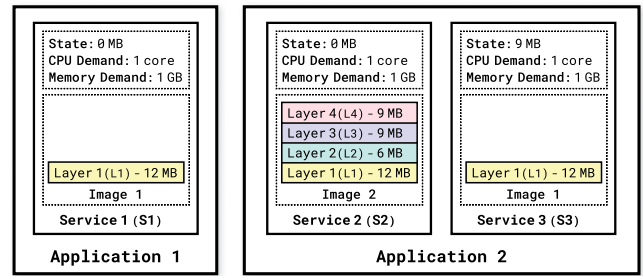 State: 0 MB
CPU Demand: 1 core
Memory Demand: 1 GB
Layer 1(L1) - 12 MB
Image 1
Service 1 (S1)
Application 1
State: 0 MB
CPU Demand: 1 core
Memory Demand: 1 GB
Layer 4(L4) - 9 MB
Layer 3(L3) - 9 MB
Layer 2(L2) - 6 MB
Layer 1(L1) - 12 MB
Image 2
Service 2 (S2)
State: 9 MB
CPU Demand: 1 core
Memory Demand: 1 GB
Layer 1(L1) - 12 MB
Image 1
Service 3 (S3)
Application 2